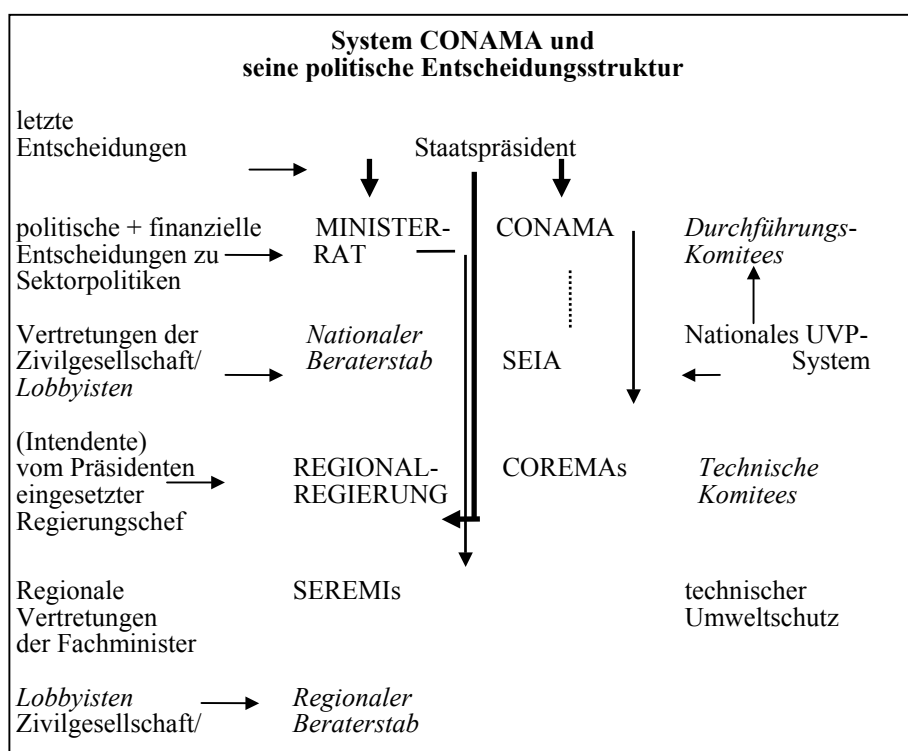 System CONAMA und
seine politische Entscheidungsstruktur
letzte
Entscheidungen
Staatspräsident
politische + finanzielle
Entscheidungen zu
Sektorpolitiken
MINISTER-
RAT
CONAMA
Durchführungs-
Komitees
Vertretungen der
Zivilgesellschaft/
Lobbyisten
Nationaler
Beraterstab
SEIA
Nationales UVP-
System
(Intendente)
vom Präsidenten
eingesetzter
Regierungschef
REGIONAL-
REGIERUNG
COREMAs
Technische
Komitees
Regionale
Vertretungen
der Fachminister
SEREMIs
technischer
Umweltschutz
Lobbyisten
Zivilgesellschaft/
Regionaler
Beraterstab